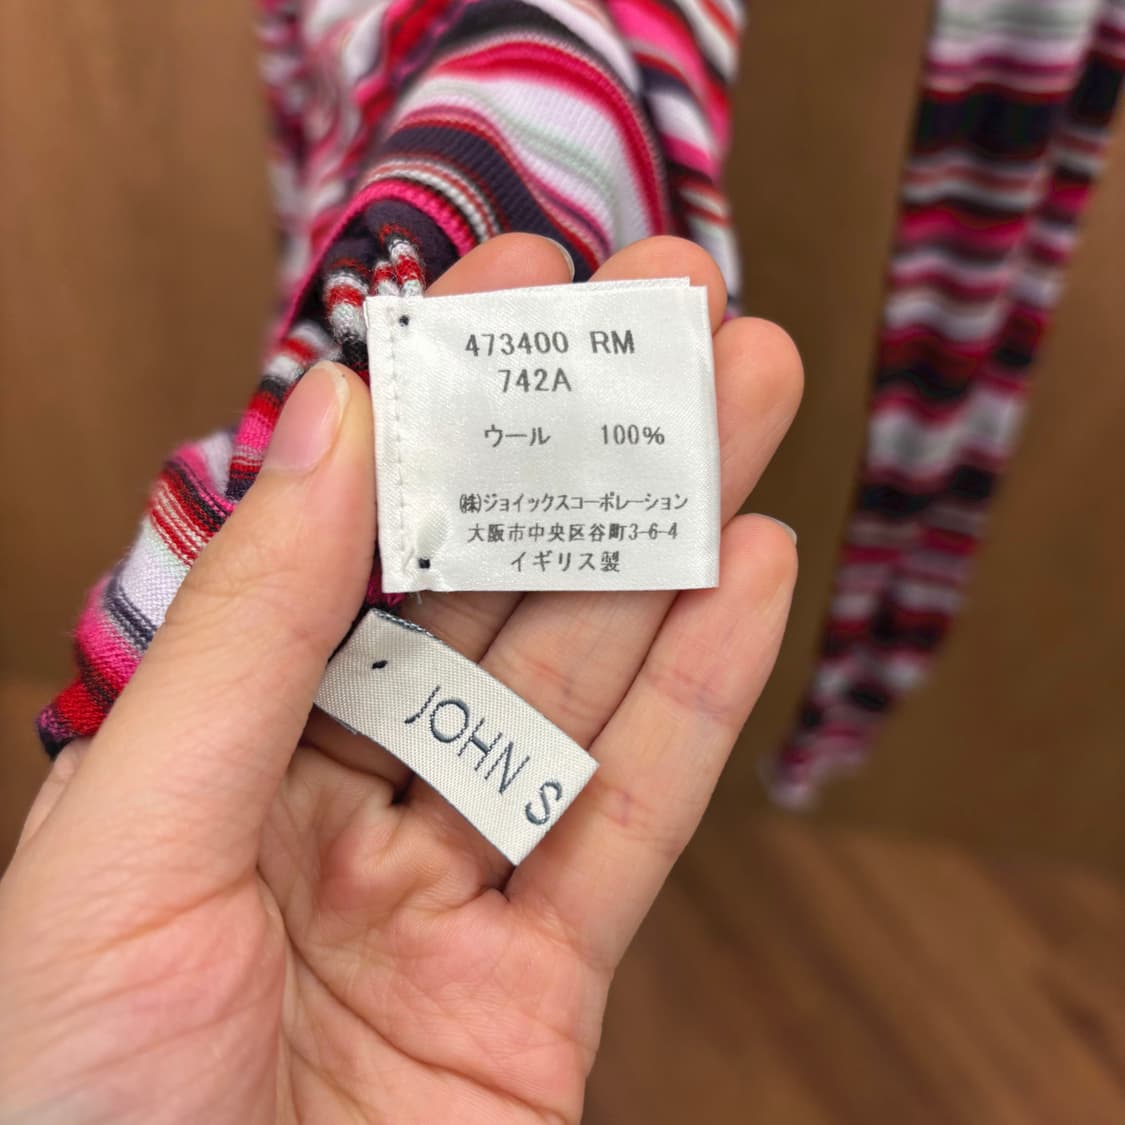 473400 RM
742A
ウール 100%
㈱ジョイックスコーポレーション
大阪市中央区谷町3-6-4
イギリス製
JOHN S